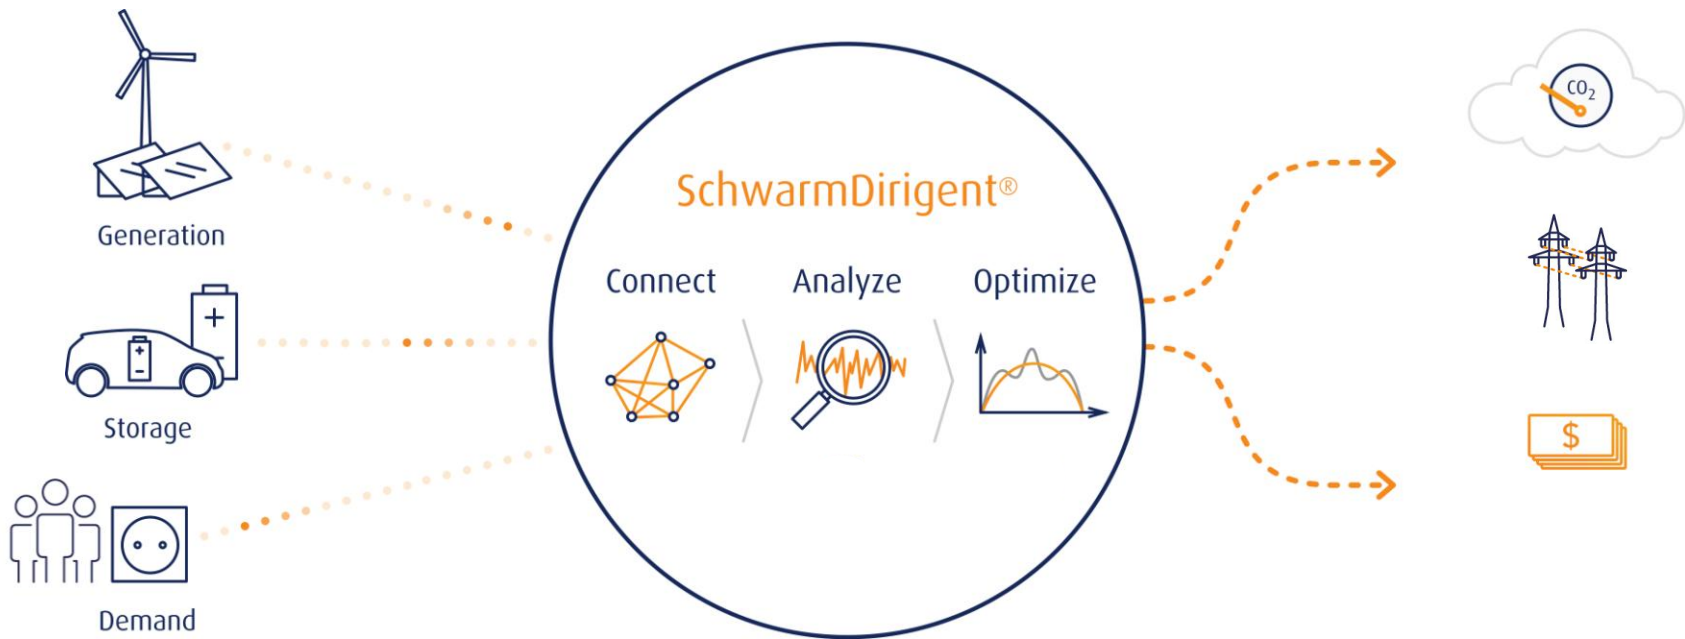 Generation
Storage
Demand
SchwarmDirigent®
Connect
Analyze
Optimize
CO₂
$